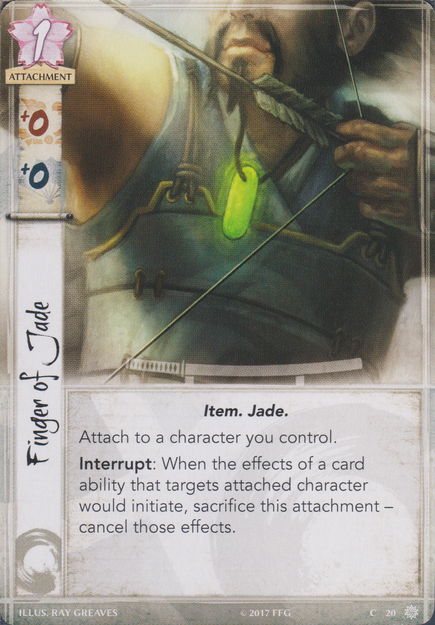 1
ATTACHMENT
+0
+0
Finger of Jade
Item. Jade.
Attach to a character you control.
Interrupt: When the effects of a card
ability that targets attached character
would initiate, sacrifice this attachment –
cancel those effects.
ILLUS. RAY GREAVES © 2017 FFG C 20